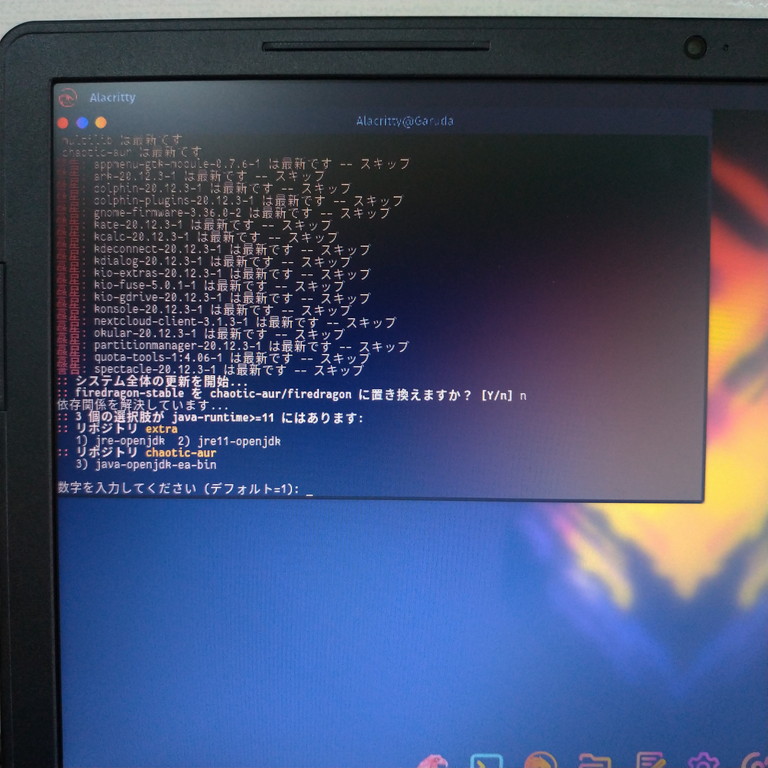 Alacritty
Alacritty@Garuda
multilib は最新です
chaotic-aur は最新です
警告: appmenu-gtk-module-0.7.6-1 は最新です -- スキップ
警告: ark-20.12.3-1 は最新です -- スキップ
警告: dolphin-20.12.3-1 は最新です -- スキップ
警告: dolphin-plugins-20.12.3-1 は最新です -- スキップ
警告: gnome-firmware-3.36.0-2 は最新です -- スキップ
警告: kate-20.12.3-1 は最新です -- スキップ
警告: kcalc-20.12.3-1 は最新です -- スキップ
警告: kdeconnect-20.12.3-1 は最新です -- スキップ
警告: kdialog-20.12.3-1 は最新です -- スキップ
警告: kio-extras-20.12.3-1 は最新です -- スキップ
警告: kio-fuse-5.0.1-1 は最新です -- スキップ
警告: kio-gdrive-20.12.3-1 は最新です -- スキップ
警告: konsole-20.12.3-1 は最新です -- スキップ
警告: nextcloud-client-3.1.3-1 は最新です -- スキップ
警告: okular-20.12.3-1 は最新です -- スキップ
警告: partitionmanager-20.12.3-1 は最新です -- スキップ
警告: quota-tools-1:4.06-1 は最新です -- スキップ
警告: spectacle-20.12.3-1 は最新です -- スキップ
:: システム全体の更新を開始...
:: firedragon-stable を chaotic-aur/firedragon に置き換えますか？ [Y/n] n
依存関係を解決しています...
:: 3 個の選択肢が java-runtime>=11 にはあります:
:: リポジトリ extra
1) jre-openjdk 2) jre11-openjdk
:: リポジトリ chaotic-aur
3) java-openjdk-ea-bin
数字を入力してください (デフォルト=1): _